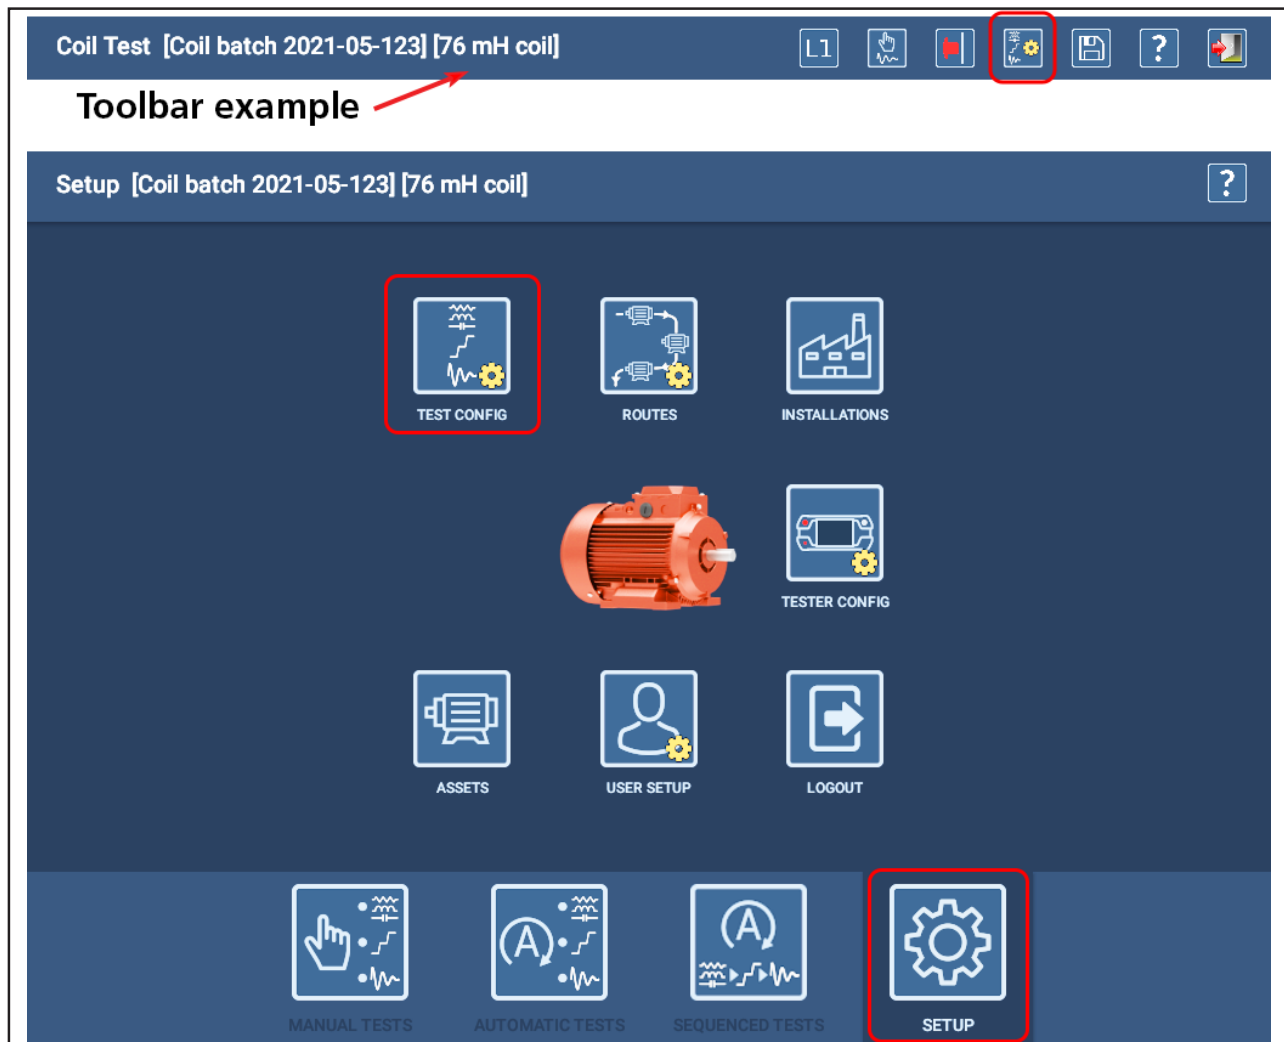 Coil Test [Coil batch 2021-05-123] [76 mH coil]
L1
?
Toolbar example
Setup [Coil batch 2021-05-123] [76 mH coil]
?
TEST CONFIG
ROUTES
INSTALLATIONS
TESTER CONFIG
ASSETS
USER SETUP
LOGOUT
A
A
MANUAL TESTS
AUTOMATIC TESTS
SEQUENCED TESTS
SETUP